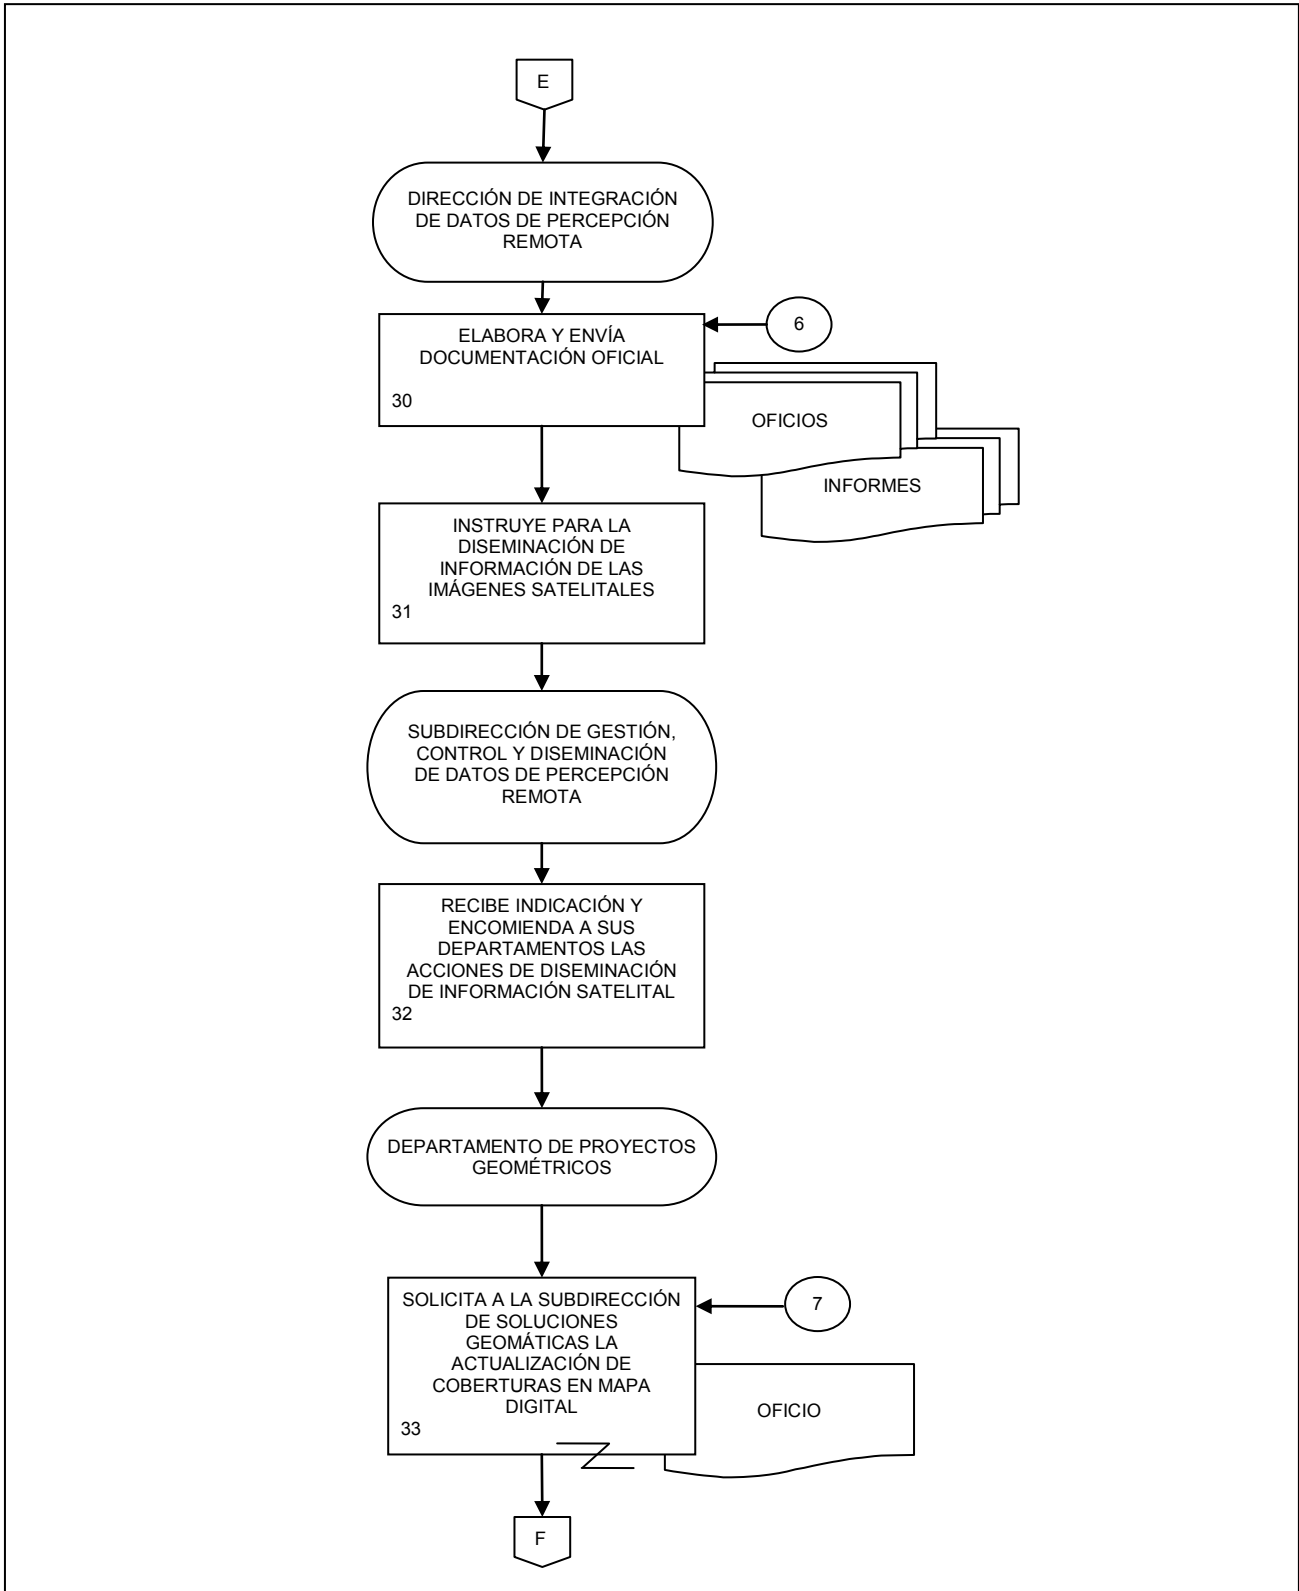 E
DIRECCIÓN DE INTEGRACIÓN
DE DATOS DE PERCEPCIÓN
REMOTA
ELABORA Y ENVÍA
DOCUMENTACIÓN OFICIAL
30
6
OFICIOS
INFORMES
INSTRUYE PARA LA
DISEMINACIÓN DE
INFORMACIÓN DE LAS
IMÁGENES SATELITALES
31
SUBDIRECCIÓN DE GESTIÓN,
CONTROL Y DISEMINACIÓN
DE DATOS DE PERCEPCIÓN
REMOTA
RECIBE INDICACIÓN Y
ENCOMIENDA A SUS
DEPARTAMENTOS LAS
ACCIONES DE DISEMINACIÓN
DE INFORMACIÓN SATELITAL
32
DEPARTAMENTO DE PROYECTOS
GEOMÉTRICOS
SOLICITA A LA SUBDIRECCIÓN
DE SOLUCIONES
GEOMÁTICAS LA
ACTUALIZACIÓN DE
COBERTURAS EN MAPA
DIGITAL
33
7
OFICIO
F